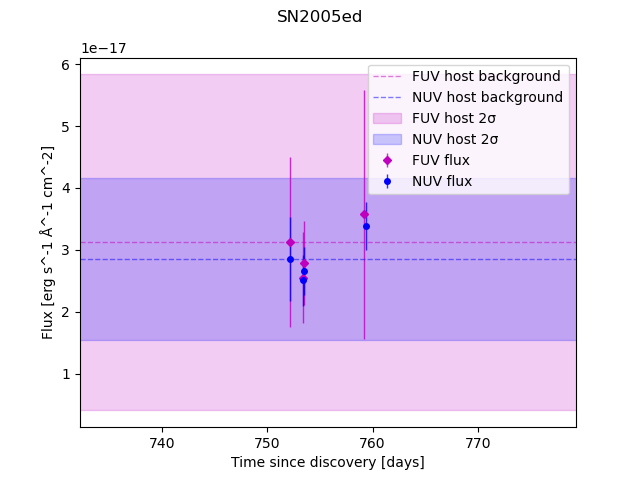 SN2005ed
1e−17
FUV host background
NUV host background
FUV host 2σ
NUV host 2σ
FUV flux
NUV flux
6
5
4
3
2
1
Flux [erg s^-1 Å^-1 cm^-2]
740
750
760
770
Time since discovery [days]